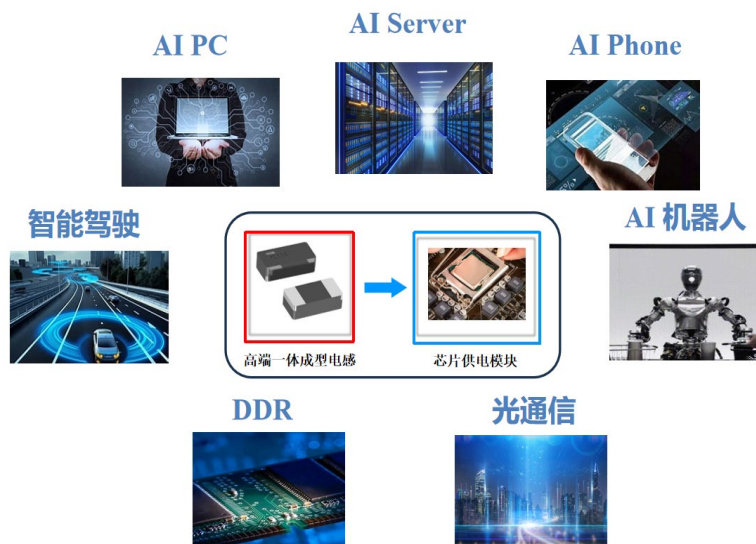 AI Server
AI PC
AI Phone
智能驾驶
AI 机器人
高端一体成型电感
芯片供电模块
DDR
光通信